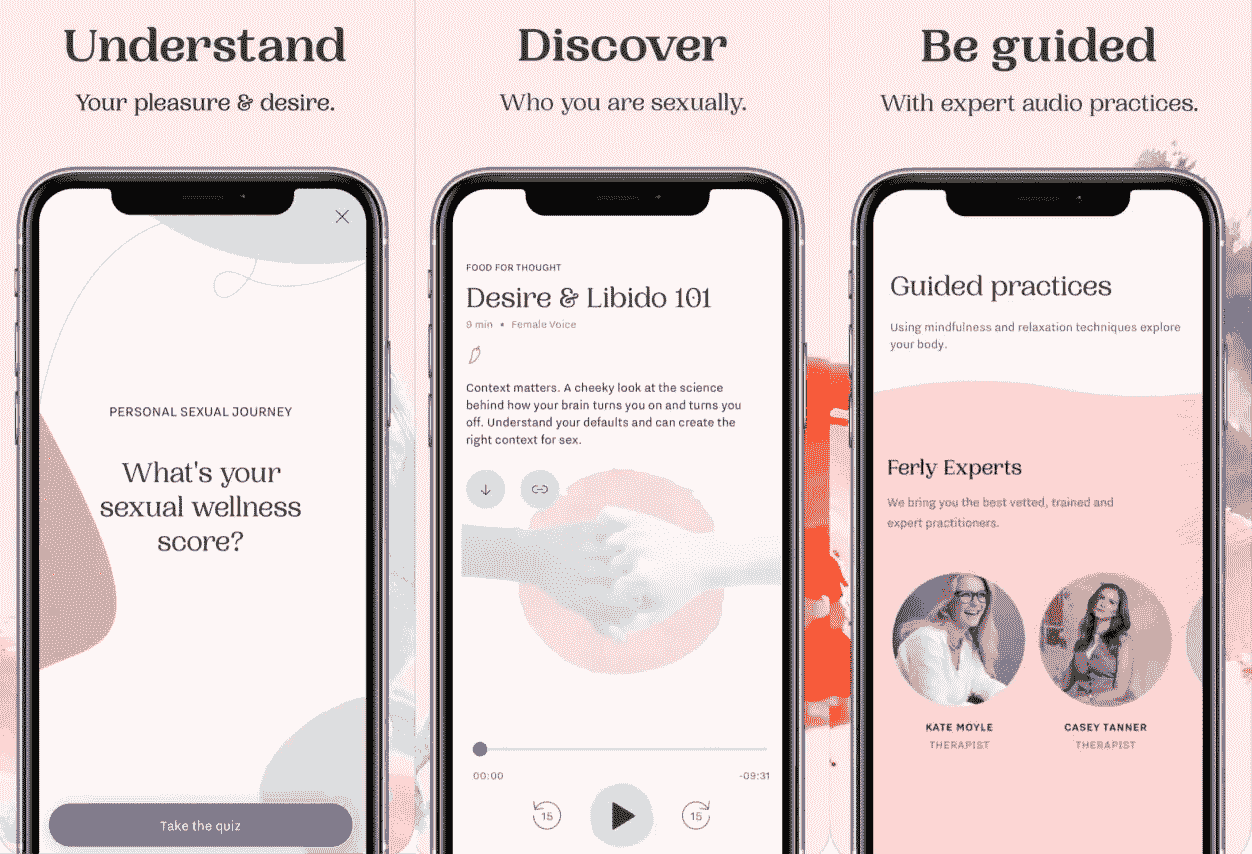 Understand
Your pleasure & desire.
PERSONAL SEXUAL JOURNEY
What's your
sexual wellness
score?
Take the quiz
Discover
Who you are sexually.
FOOD FOR THOUGHT
Desire & Libido 101
9 min • Female Voice
Context matters. A cheeky look at the science
behind how your brain turns you on and turns you
off. Understand your defaults and can create the
right context for sex.
00:00
-09:31
15
15
Be guided
With expert audio practices.
Guided practices
Using mindfulness and relaxation techniques explore
your body.
Ferly Experts
We bring you the best vetted, trained and
expert practitioners.
KATE MOYLE
THERAPIST
CASEY TANNER
THERAPIST